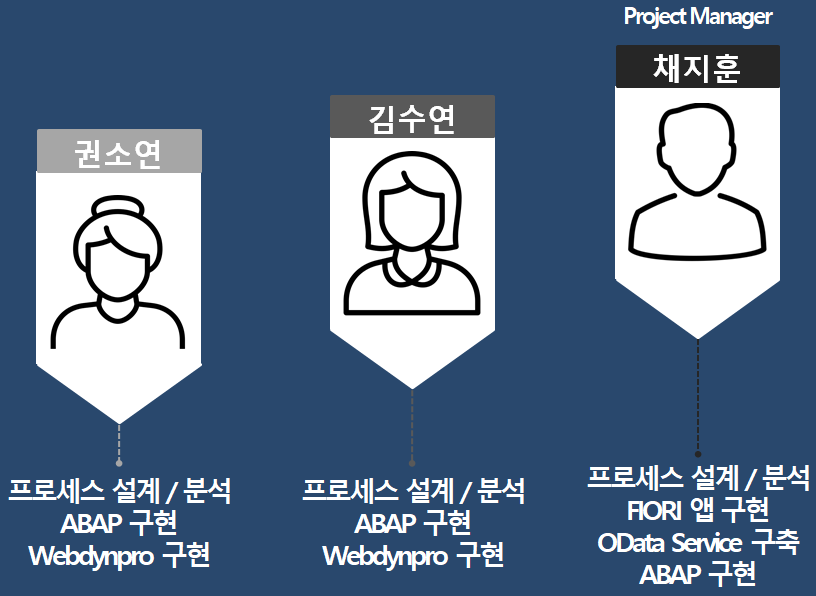 Project Manager
채지훈
김수연
권소연
프로세스 설계 / 분석
ABAP 구현
Webdynpro 구현
프로세스 설계 / 분석
ABAP 구현
Webdynpro 구현
프로세스 설계 / 분석
FIORI 앱 구현
OData Service 구축
ABAP 구현